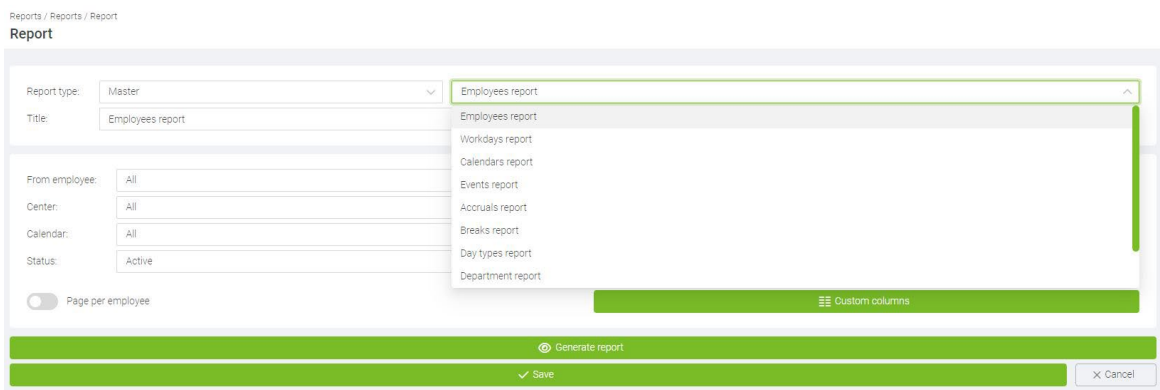 Reports / Reports / Report
Report
Report type: Master Employees report
Title: Employees report
Employees report
Workdays report
Calendars report
Events report
Accruals report
Breaks report
Day types report
Department report
From employee: All
Center: All
Calendar: All
Status: Active
Page per employee
Custom columns
Generate report
Save
Cancel